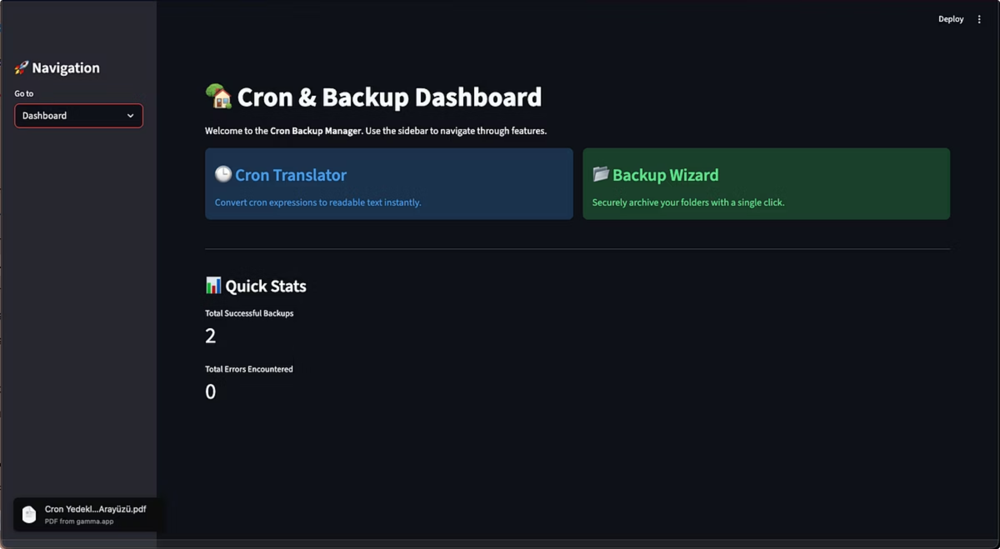 Deploy
Navigation
Go to
Dashboard
Cron & Backup Dashboard
Welcome to the Cron Backup Manager. Use the sidebar to navigate through features.
Cron Translator
Convert cron expressions to readable text instantly.
Backup Wizard
Securely archive your folders with a single click.
Quick Stats
Total Successful Backups
2
Total Errors Encountered
0
Cron Yedekl...Arayüzü.pdf
PDF from gamma.app